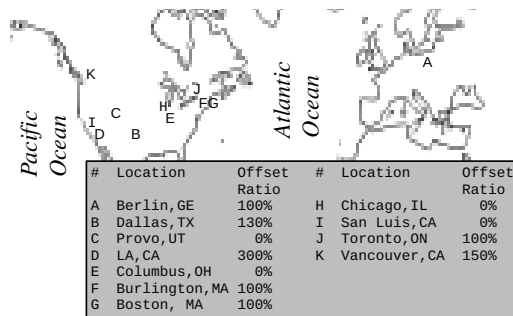 A
K
J
C
H
F
G
I
E
D
B
Pacific
Ocean
Atlantic
Ocean
# Location Offset Ratio # Location Offset Ratio
A Berlin,GE 100% H Chicago,IL 0%
B Dallas,TX 130% I San Luis,CA 0%
C Provo,UT 0% J Toronto,ON 100%
D LA,CA 300% K Vancouver,CA 150%
E Columbus,OH 0%
F Burlington,MA 100%
G Boston, MA 100%